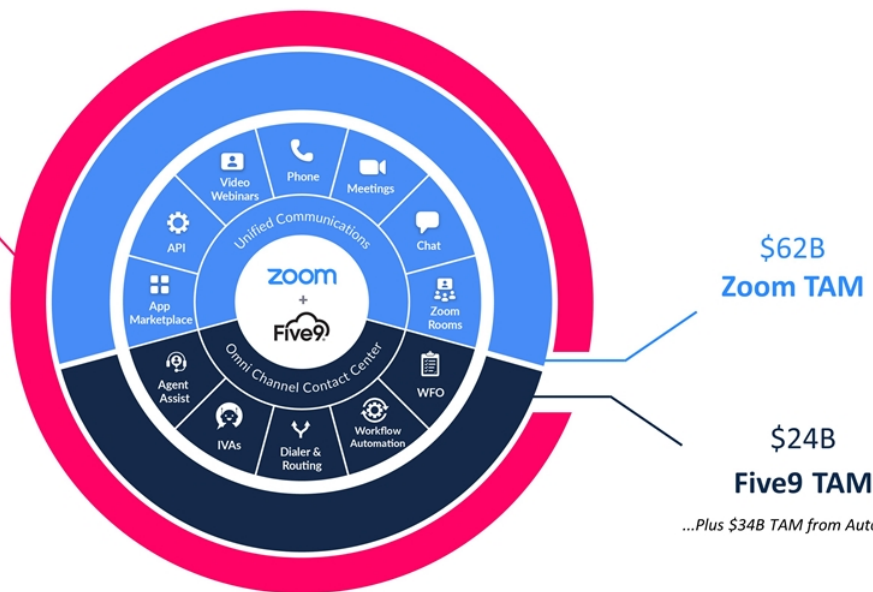 Video
Webinars
Phone
Meetings
API
Chat
App
Marketplace
Zoom
Rooms
Unified Communications
zoom
+
Five9
Omni Channel Contact Center
Agent
Assist
IVAs
Dialer &
Routing
Workflow
Automation
WFO
$62B
Zoom TAM
$24B
Five9 TAM
...Plus $34B TAM from